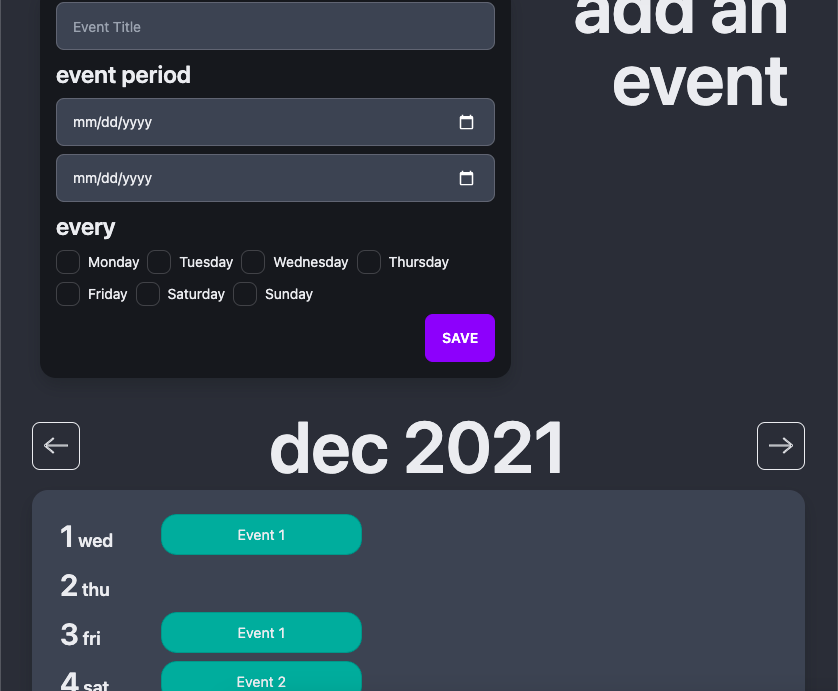 add an
event
Event Title
event period
mm/dd/yyyy
mm/dd/yyyy
every
Monday Tuesday Wednesday Thursday
Friday Saturday Sunday
SAVE
dec 2021
1 wed Event 1
2 thu
3 fri Event 1
4 sat Event 2